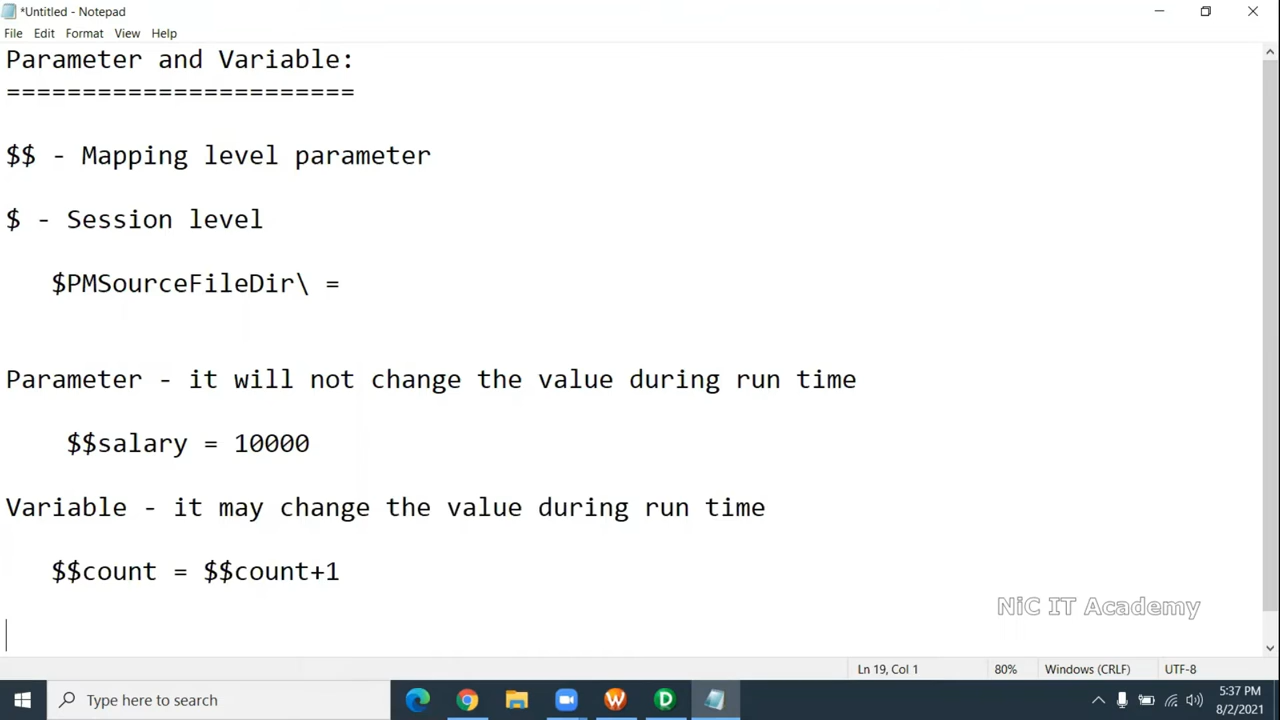 *Untitled - Notepad
File Edit Format View Help
Parameter and Variable:
=======================
$$ - Mapping level parameter
$ - Session level
$PMSourceFileDir\ =
Parameter - it will not change the value during run time
$$salary = 10000
Variable - it may change the value during run time
$$count = $$count+1
NiC IT Academy
Ln 19, Col 1 80% Windows (CRLF) UTF-8
Type here to search
5:37 PM
8/2/2021